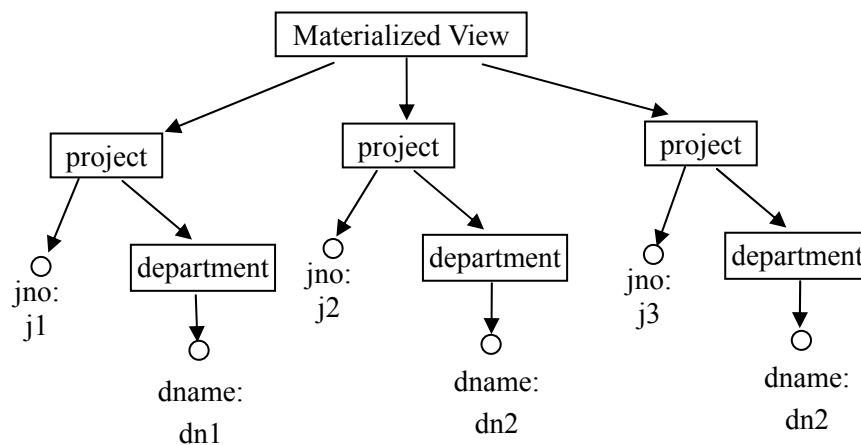 Materialized View
project
project
project
department
department
department
jno:
j1
jno:
j2
jno:
j3
dname:
dn1
dname:
dn2
dname:
dn2